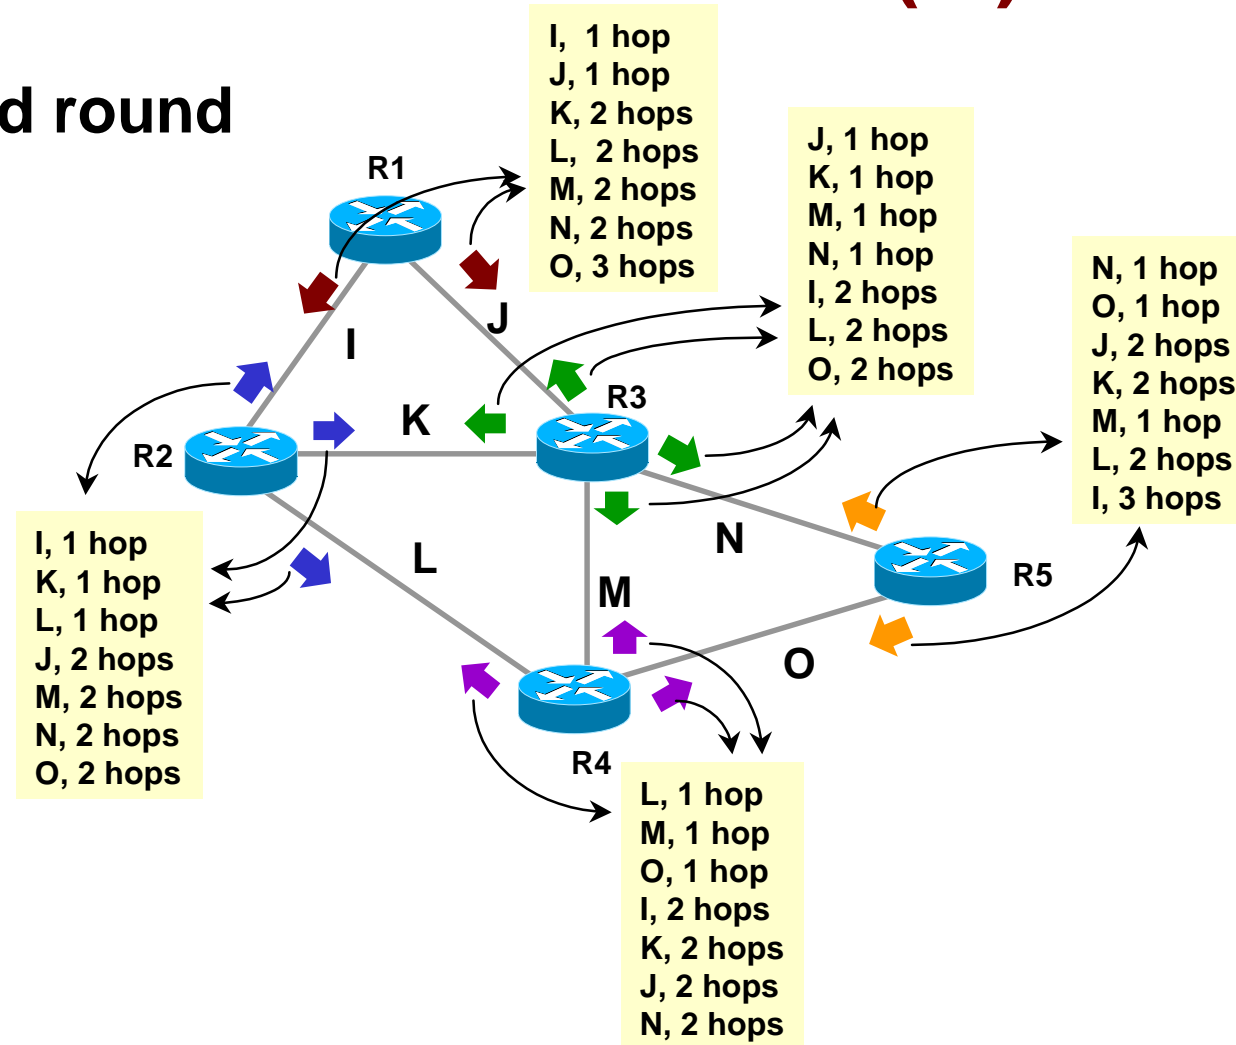 d round
R1
I, 1 hop
J, 1 hop
K, 2 hops
L, 2 hops
M, 2 hops
N, 2 hops
O, 3 hops
J, 1 hop
K, 1 hop
M, 1 hop
N, 1 hop
I, 2 hops
L, 2 hops
O, 2 hops
N, 1 hop
O, 1 hop
J, 2 hops
K, 2 hops
M, 1 hop
L, 2 hops
I, 3 hops
I
J
R3
K
R2
N
L
M
R5
O
I, 1 hop
K, 1 hop
L, 1 hop
J, 2 hops
M, 2 hops
N, 2 hops
O, 2 hops
R4
L, 1 hop
M, 1 hop
O, 1 hop
I, 2 hops
K, 2 hops
J, 2 hops
N, 2 hops